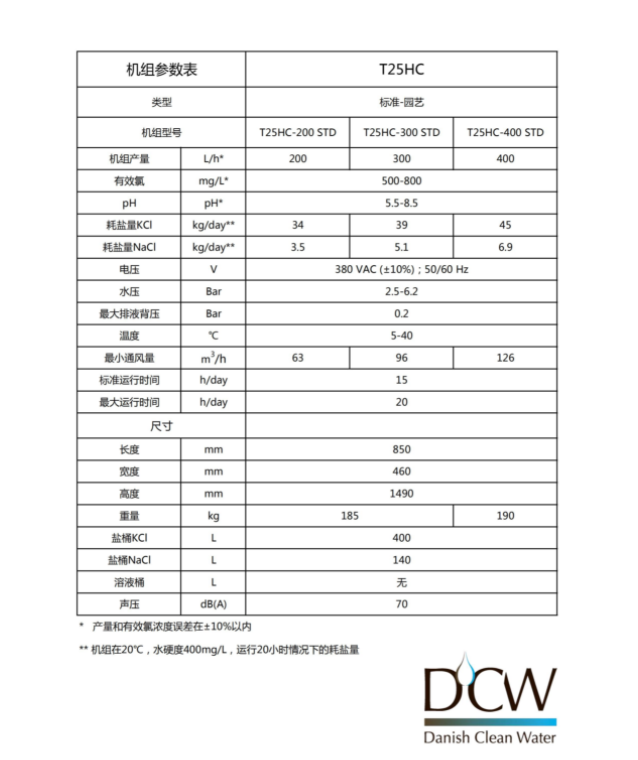 机组参数表 T25HC
类型 标准-园艺
机组型号 T25HC-200 STD T25HC-300 STD T25HC-400 STD
机组产量 L/h* 200 300 400
有效氯 mg/L* 500-800
pH pH* 5.5-8.5
耗盐量KCl kg/day** 34 39 45
耗盐量NaCl kg/day** 3.5 5.1 6.9
电压 V 380 VAC (±10%)；50/60 Hz
水压 Bar 2.5-6.2
最大排液背压 Bar 0.2
温度 ℃ 5-40
最小通风量 m³/h 63 96 126
标准运行时间 h/day 15
最大运行时间 h/day 20
尺寸
长度 mm 850
宽度 mm 460
高度 mm 1490
重量 kg 185 190
盐桶KCl L 400
盐桶NaCl L 140
溶液桶 L 无
声压 dB(A) 70
* 产量和有效氯浓度误差在±10%以内
** 机组在20℃，水硬度400mg/L，运行20小时情况下的耗盐量
DCW
Danish Clean Water